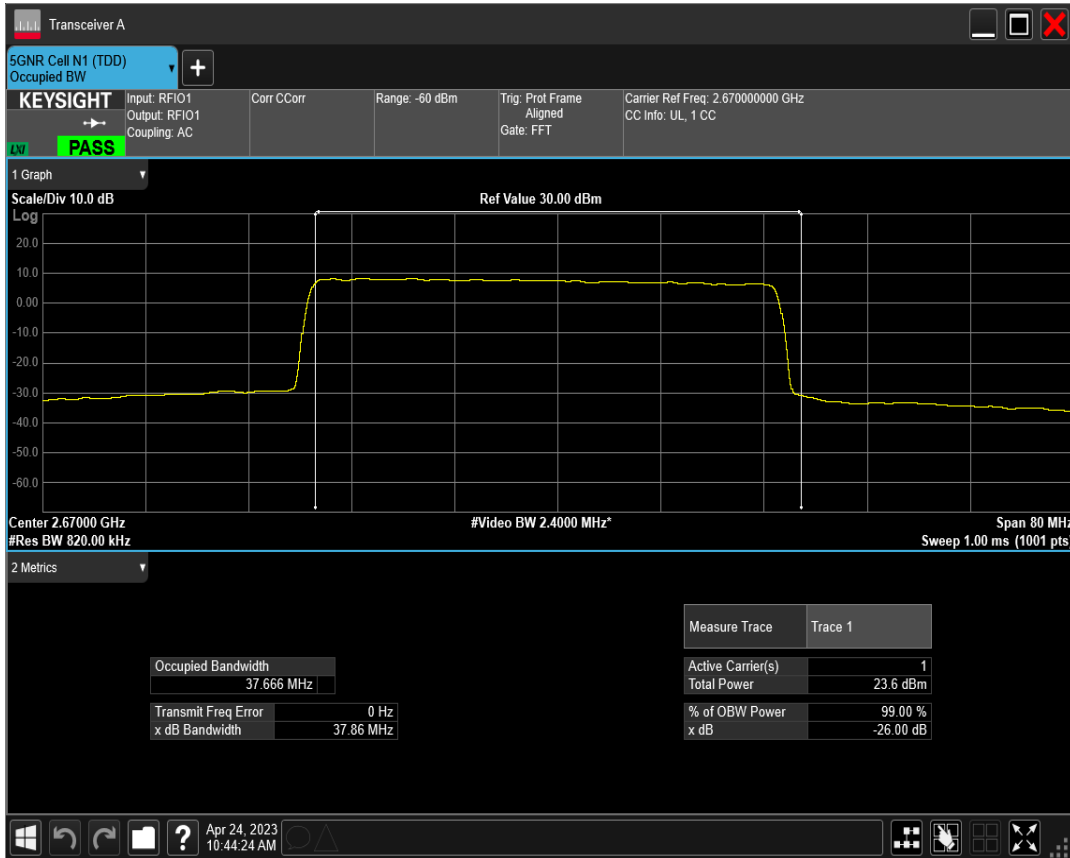 Transceiver A
5GNR Cell N1 (TDD)
Occupied BW
+
KEYSIGHT
LXI
PASS
Input: RFIO1
Output: RFIO1
Coupling: AC
Corr CCorr
Range: -60 dBm
Trig: Prot Frame
Aligned
Gate: FFT
Carrier Ref Freq: 2.670000000 GHz
CC Info: UL, 1 CC
1 Graph
Scale/Div 10.0 dB
Ref Value 30.00 dBm
Log
20.0
10.0
0.00
-10.0
-20.0
-30.0
-40.0
-50.0
-60.0
Center 2.67000 GHz
#Video BW 2.4000 MHz*
Span 80 MHz
#Res BW 820.00 kHz
Sweep 1.00 ms (1001 pts)
2 Metrics
Measure Trace Trace 1
Occupied Bandwidth
37.666 MHz
Active Carrier(s) 1
Total Power 23.6 dBm
Transmit Freq Error 0 Hz
x dB Bandwidth 37.86 MHz
% of OBW Power 99.00 %
x dB -26.00 dB
?
Apr 24, 2023
10:44:24 AM